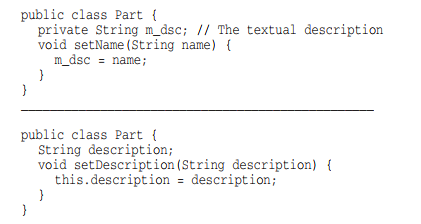 public class Part {
private String m_dsc; // The textual description
void setName(String name) {
m_dsc = name;
}
}
public class Part {
String description;
void setDescription(String description) {
this.description = description;
}
}